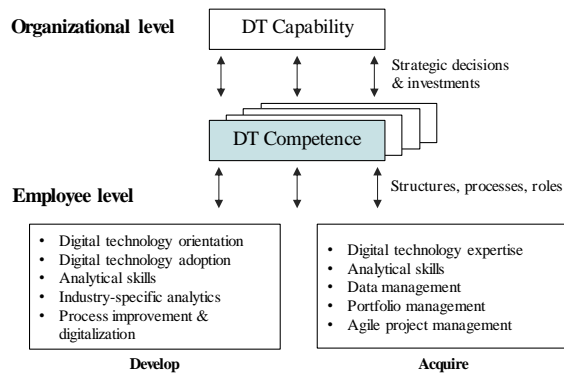 Organizational level
DT Capability
Strategic decisions
& investments
DT Competence
Structures, processes, roles
Employee level
• Digital technology orientation
• Digital technology adoption
• Analytical skills
• Industry-specific analytics
• Process improvement &
digitalization
• Digital technology expertise
• Analytical skills
• Data management
• Portfolio management
• Agile project management
Develop
Acquire